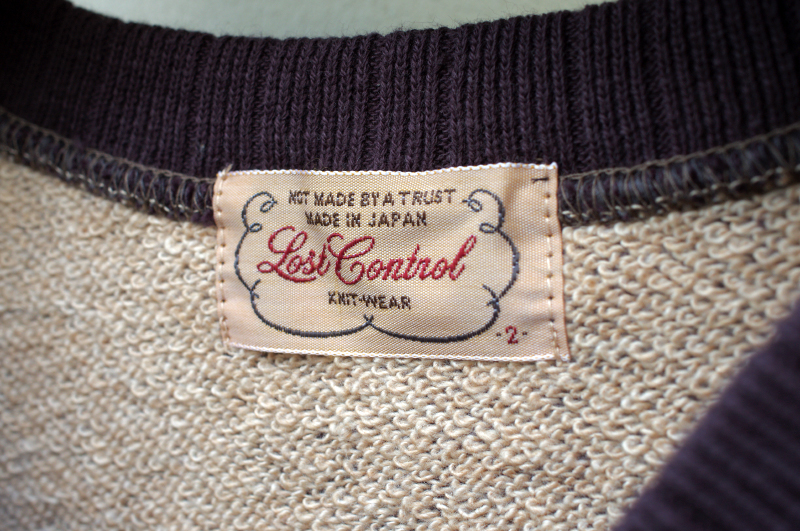 NOT MADE BY A TRUST
MADE IN JAPAN
Lost Control
KNIT-WEAR
-2-